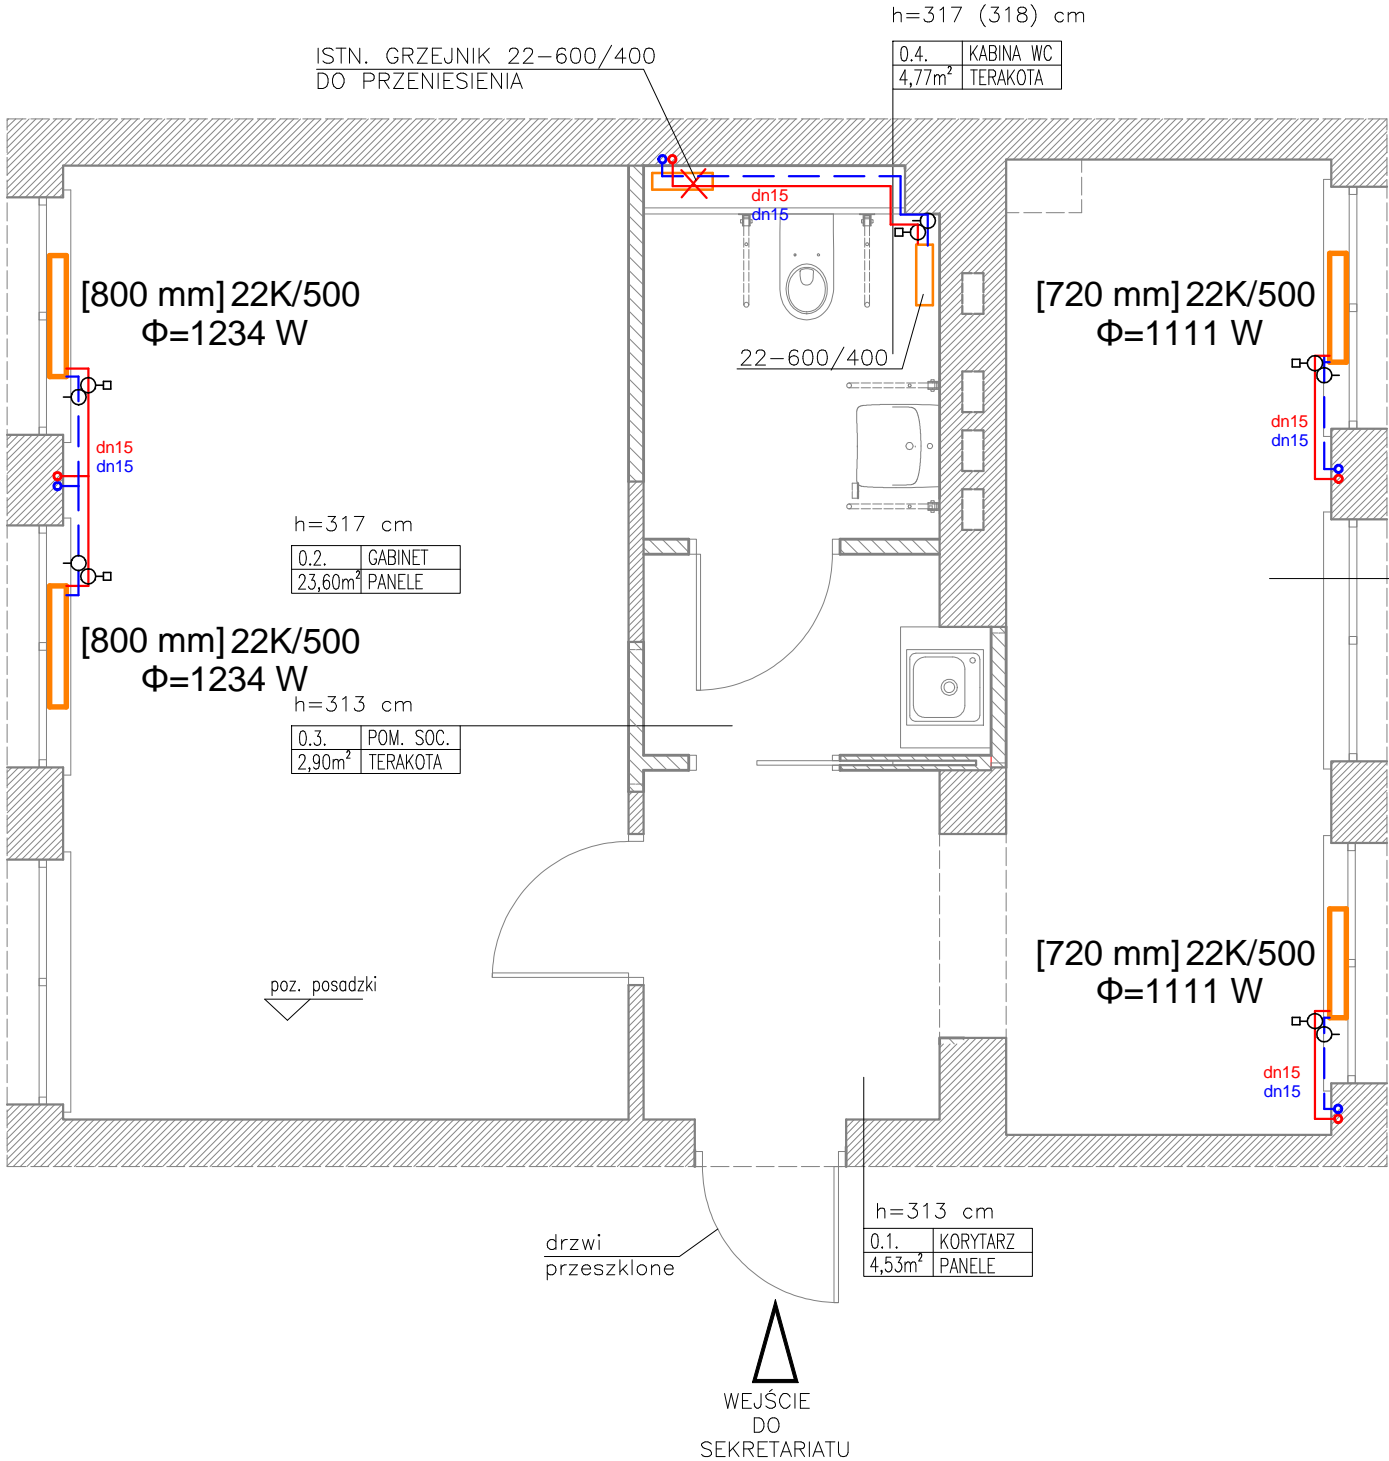 h=317 (318) cm
0.4. KABINA WC
4,77m² TERAKOTA
ISTN. GRZEJNIK 22-600/400
DO PRZENIESIENIA
dn15
dn15
[800 mm] 22K/500
Φ=1234 W
[720 mm] 22K/500
Φ=1111 W
22-600/400
dn15
dn15
dn15
dn15
h=317 cm
0.2. GABINET
23,60m² PANELE
[800 mm] 22K/500
Φ=1234 W
h=313 cm
0.3. POM. SOC.
2,90m² TERAKOTA
[720 mm] 22K/500
Φ=1111 W
poz. posadzki
dn15
dn15
h=313 cm
0.1. KORYTARZ
4,53m² PANELE
drzwi
przeszklone
WEJŚCIE
DO
SEKRETARIATU